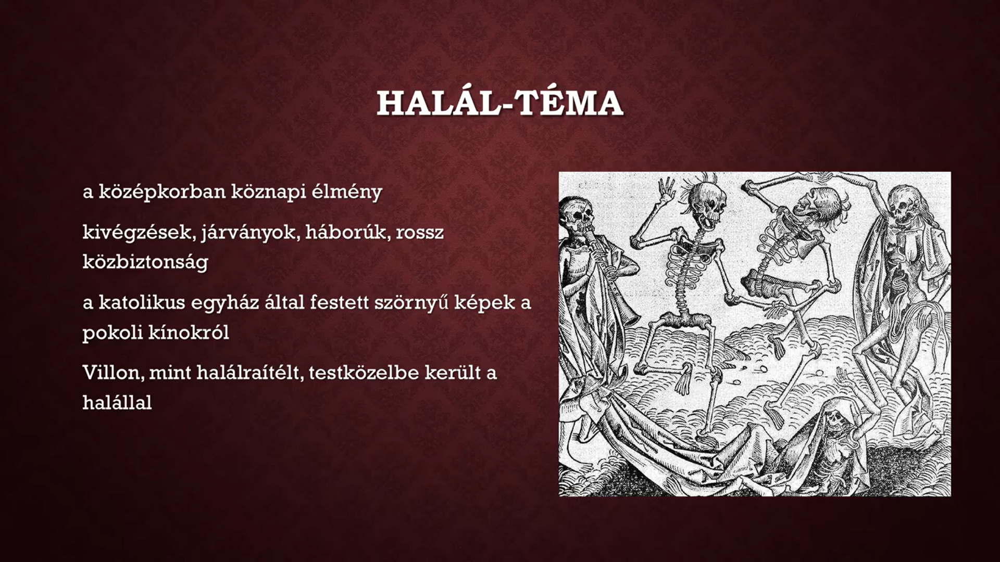 HALÁL-TÉMA
a középkorban köznapi élmény
kivégzések, járványok, háborúk, rossz
közbiztonság
a katolikus egyház által festett szörnyű képek a
pokoli kínokról
Villon, mint halálraítélt, testközelbe került a
halállal